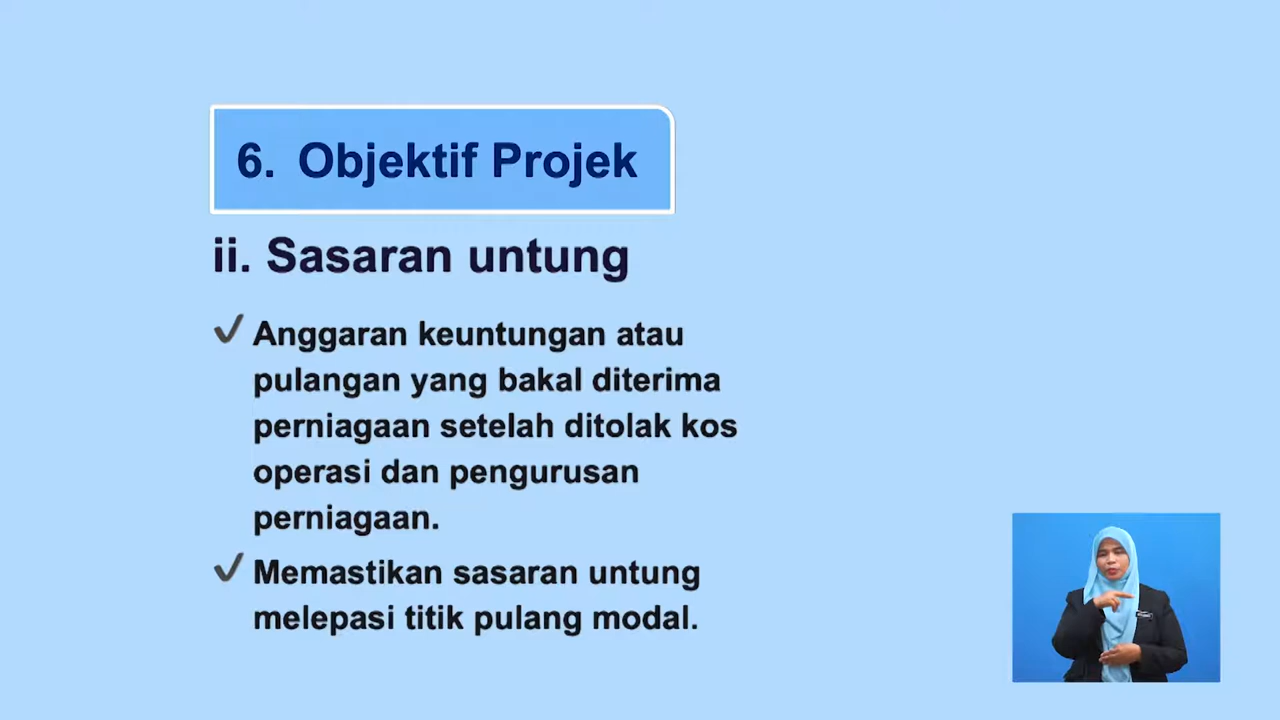 6. Objektif Projek
ii. Sasaran untung
✓ Anggaran keuntungan atau
pulangan yang bakal diterima
perniagaan setelah ditolak kos
operasi dan pengurusan
perniagaan.
✓ Memastikan sasaran untung
melepasi titik pulang modal.